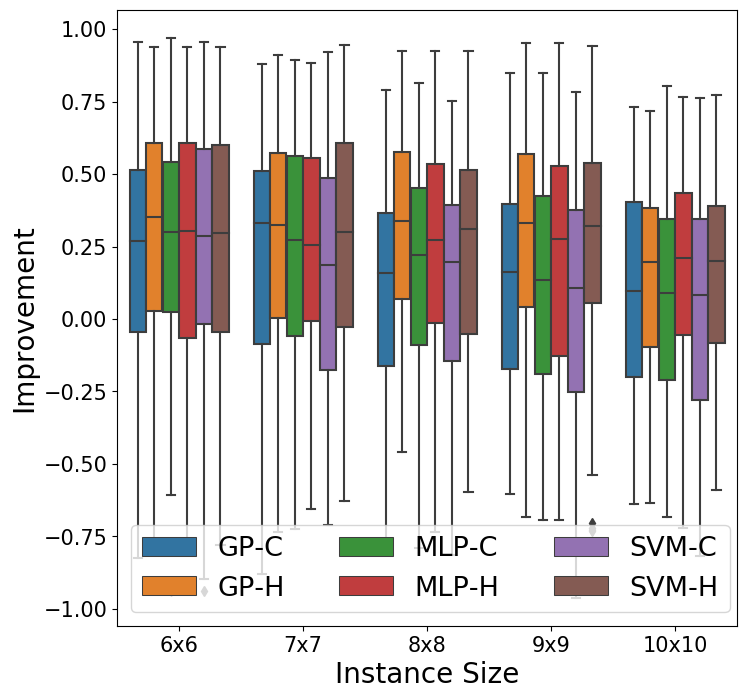 Improvement
1.00
0.75
0.50
0.25
0.00
−0.25
−0.50
−0.75
−1.00
GP-C MLP-C SVM-C
GP-H MLP-H SVM-H
6x6 7x7 8x8 9x9 10x10
Instance Size